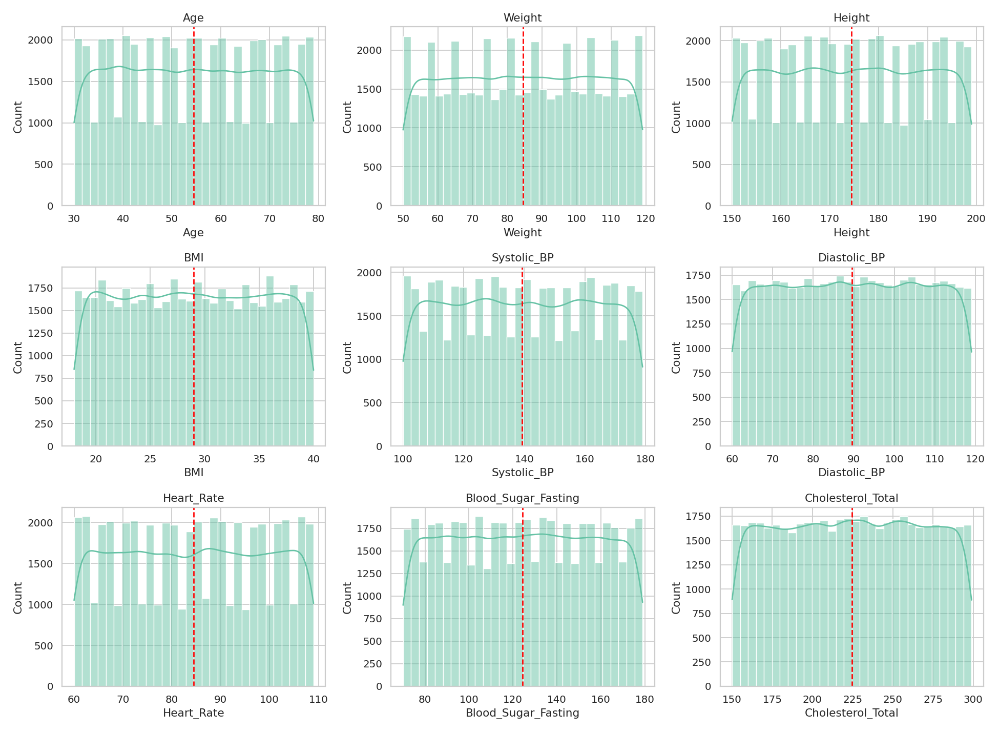 Age Weight Height
Count 0 500 1000 1500 2000
30 40 50 60 70 80
Age
Count 0 500 1000 1500 2000
50 60 70 80 90 100 110 120
Weight
Count 0 500 1000 1500 2000
150 160 170 180 190 200
Height
BMI Systolic_BP Diastolic_BP
Count 0 250 500 750 1000 1250 1500 1750
20 25 30 35 40
BMI
Count 0 500 1000 1500 2000
100 120 140 160 180
Systolic_BP
Count 0 250 500 750 1000 1250 1500 1750
60 70 80 90 100 110 120
Diastolic_BP
Heart_Rate Blood_Sugar_Fasting Cholesterol_Total
Count 0 500 1000 1500 2000
60 70 80 90 100 110
Heart_Rate
Count 0 250 500 750 1000 1250 1500 1750
80 100 120 140 160 180
Blood_Sugar_Fasting
Count 0 250 500 750 1000 1250 1500 1750
150 175 200 225 250 275 300
Cholesterol_Total